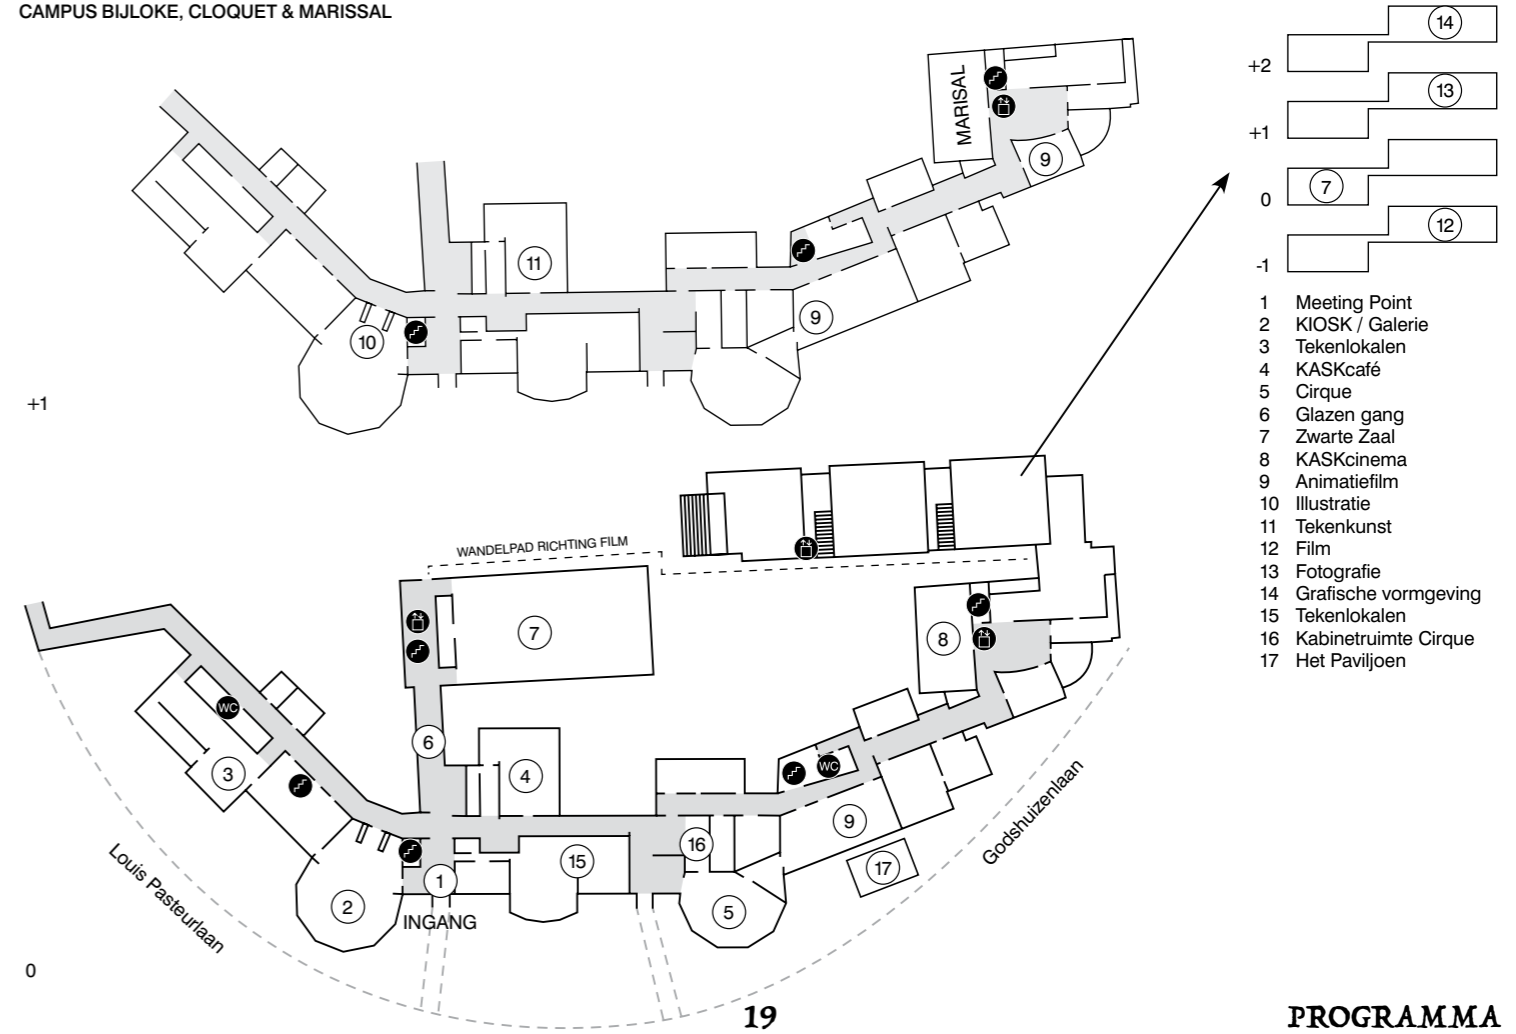 CAMPUS BIJLOKE, CLOQUET & MARISSAL
14
+2
13
+1
7
0
12
-1
MARISAL
9
11
9
10
+1
1 Meeting Point
2 KIOSK / Galerie
3 Tekenlokalen
4 KASKcafé
5 Cirque
6 Glazen gang
7 Zwarte Zaal
8 KASKcinema
9 Animatiefilm
10 Illustratie
11 Tekenkunst
12 Film
13 Fotografie
14 Grafische vormgeving
15 Tekenlokalen
16 Kabinetruimte Cirque
17 Het Paviljoen
WANDELPAD RICHTING FILM
7
8
WC
6
3
4
WC
9
16
15
17
1
2
5
INGANG
Louis Pasteurlaan
Godshuizenlaan
0
19
PROGRAMMA